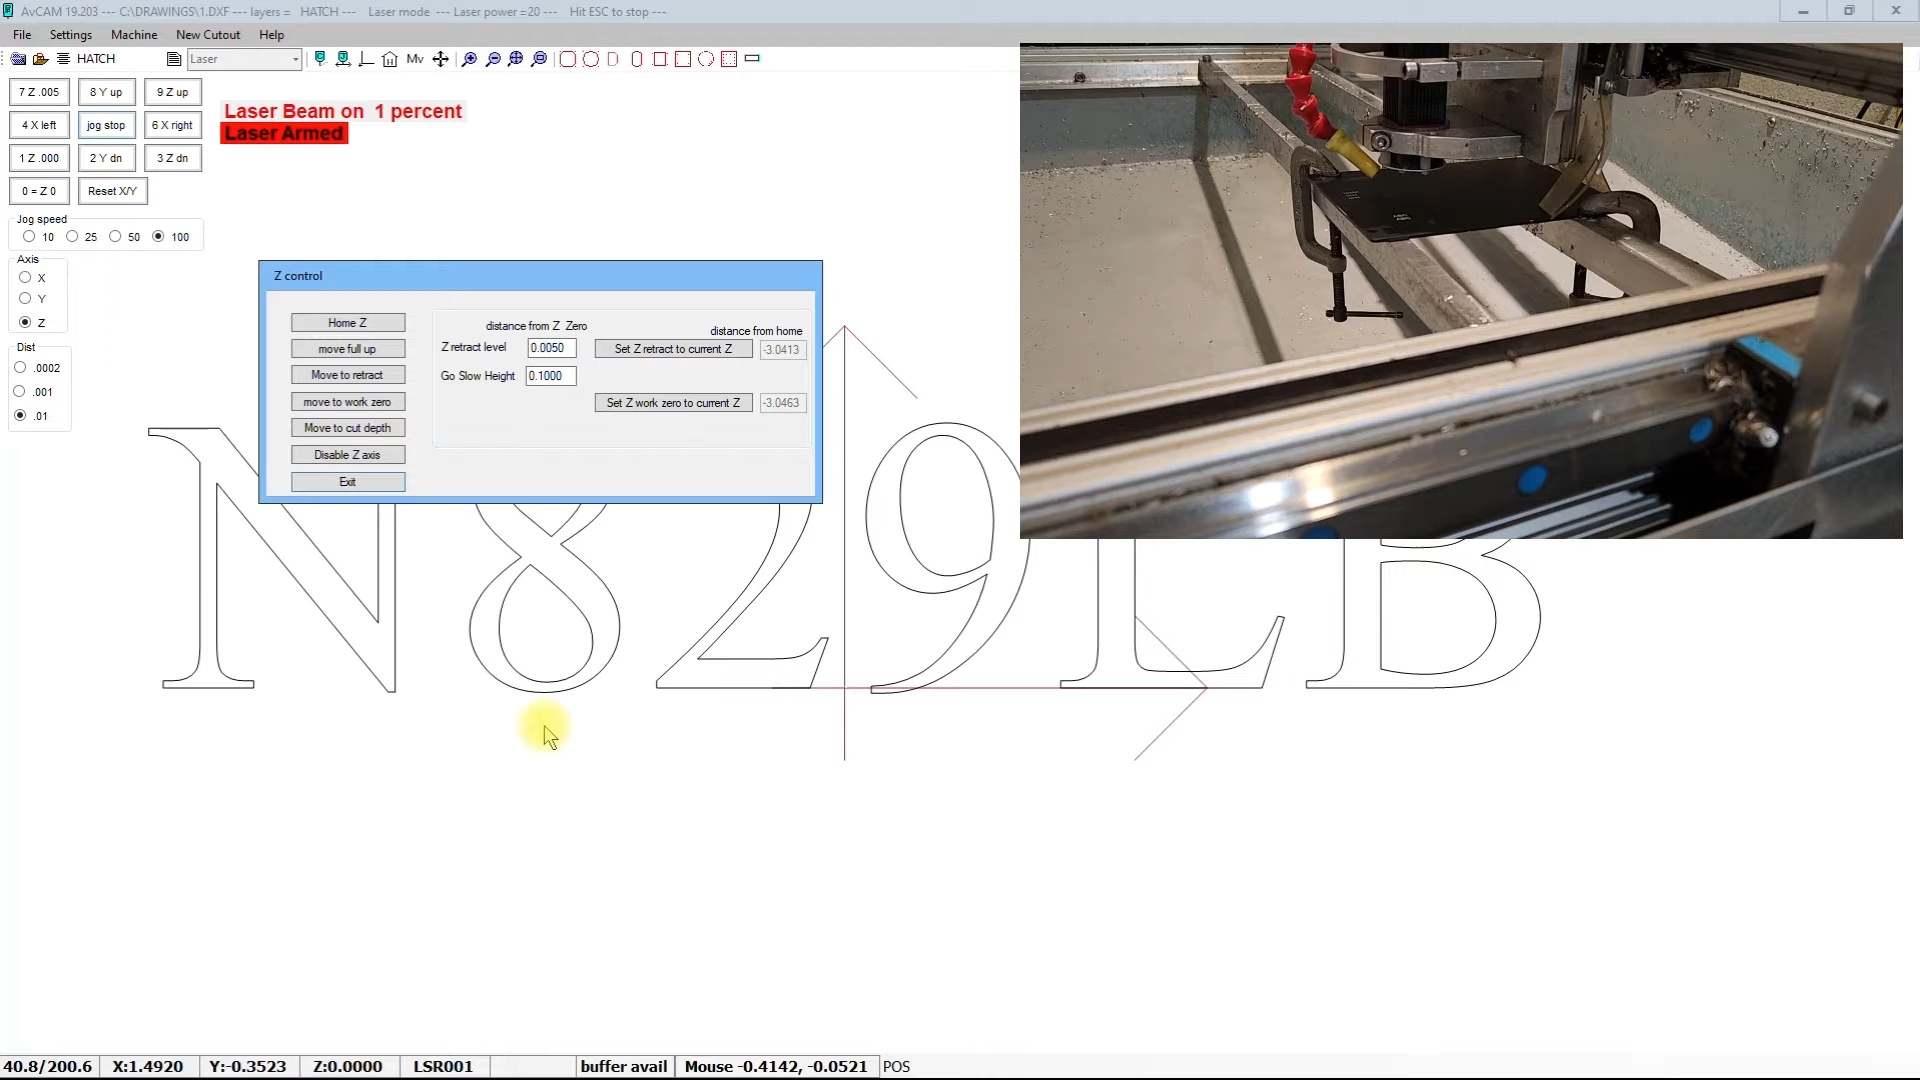 AvCAM 19.203 --- C:\DRAWINGS\1.DXF --- layers = HATCH --- Laser mode --- Laser power =20 --- Hit ESC to stop ---
File Settings Machine New Cutout Help
HATCH Laser Mv
7 Z .005 8 Y up 9 Z up
4 X left jog stop 6 X right
1 Z .000 2 Y dn 3 Z dn
0 = Z 0 Reset X/Y
Laser Beam on 1 percent
Laser Armed
Jog speed
10 25 50 100
Axis
X
Y
Z
Dist
.0002
.001
.01
Z control
Home Z
move full up
Move to retract
move to work zero
Move to cut depth
Disable Z axis
Exit
distance from Z Zero
distance from home
Z retract level 0.0050 Set Z retract to current Z -3.0413
Go Slow Height 0.1000
Set Z work zero to current Z -3.0463
N829LB
40.8/200.6 X:1.4920 Y:-0.3523 Z:0.0000 LSR001 buffer avail Mouse -0.4142, -0.0521 POS